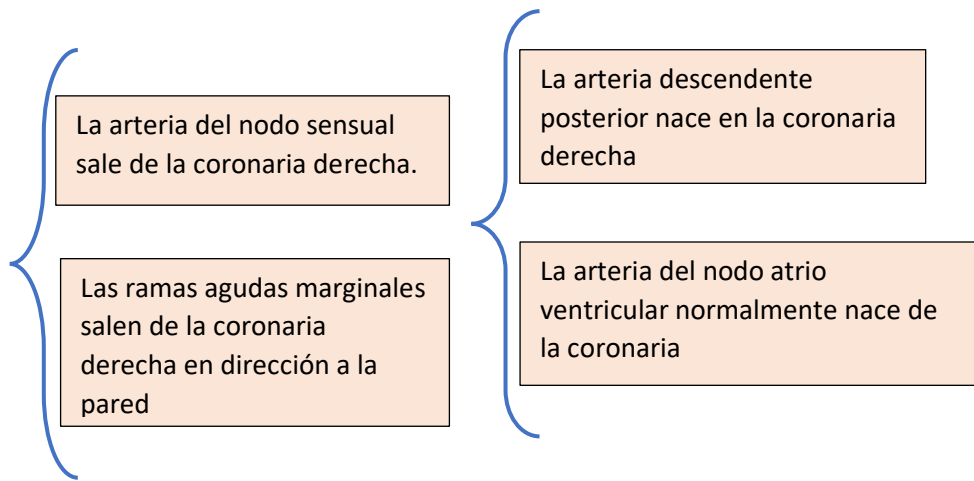 La arteria del nodo sensual
sale de la coronaria derecha.
Las ramas agudas marginales
salen de la coronaria
derecha en dirección a la
pared
La arteria descendente
posterior nace en la coronaria
derecha
La arteria del nodo atrio
ventricular normalmente nace de
la coronaria